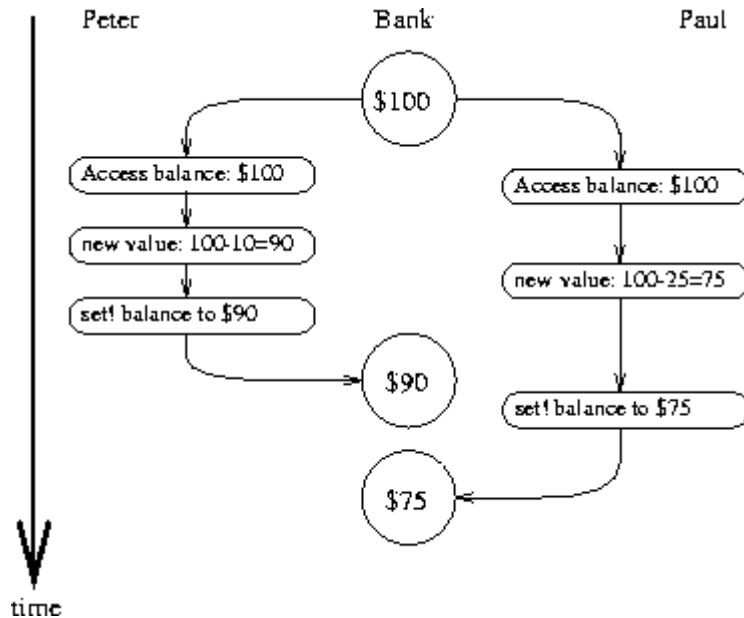 Peter
Bank
Paul
$100
Access balance: $100
Access balance: $100
new value: 100-10=90
new value: 100-25=75
set! balance to $90
$90
set! balance to $75
$75
time